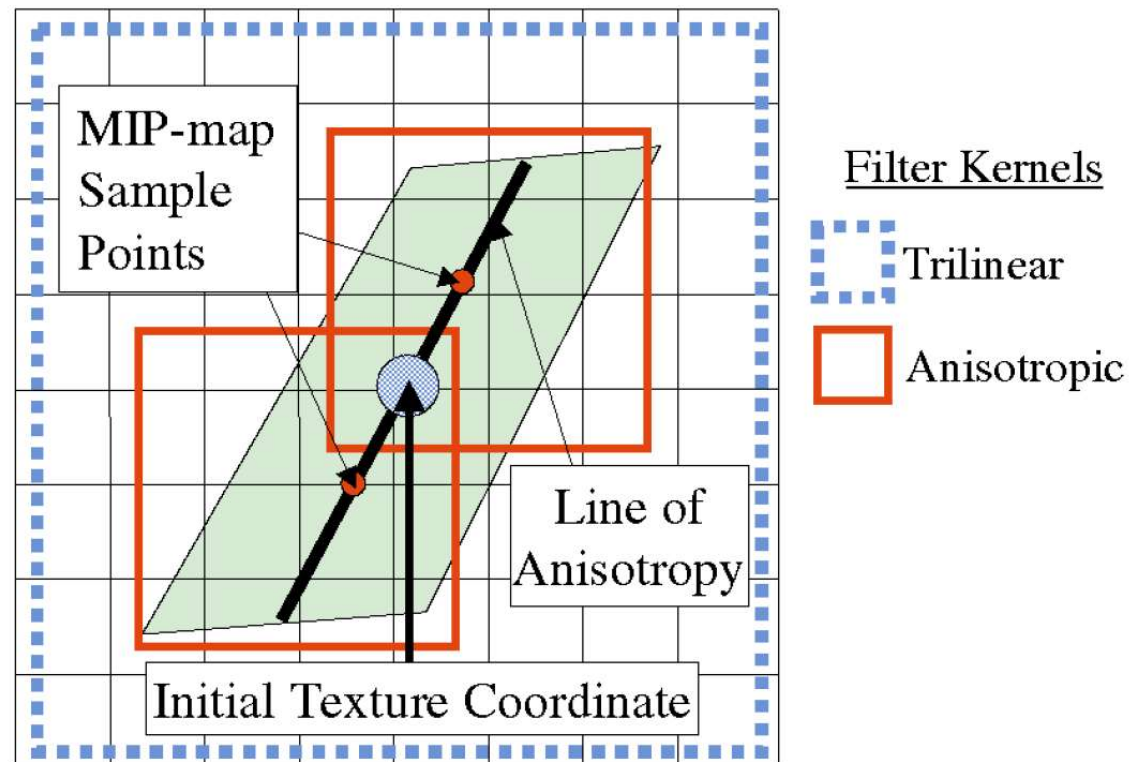 MIP-map
Sample
Points
Filter Kernels
Trilinear
Anisotropic
Line of
Anisotropy
Initial Texture Coordinate